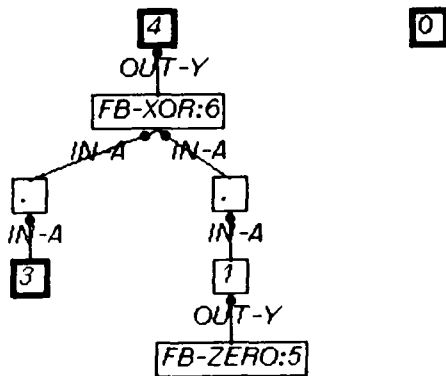 4 0
OUT-Y
FB-XOR:6
IN-A IN-A
. .
IN-A IN-A
3 1
OUT-Y
FB-ZERO:5